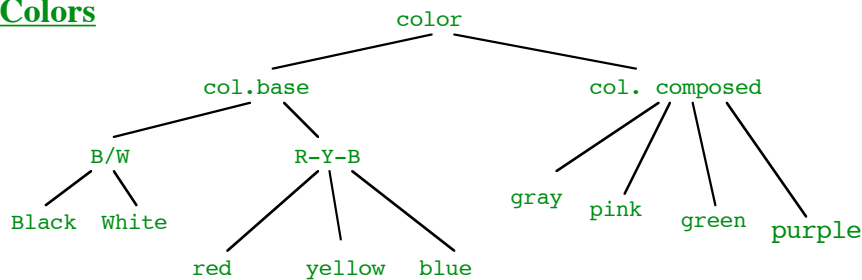 Colors
color
col.base
col. composed
B/W
R-Y-B
gray
pink
green
purple
Black
White
red
yellow
blue